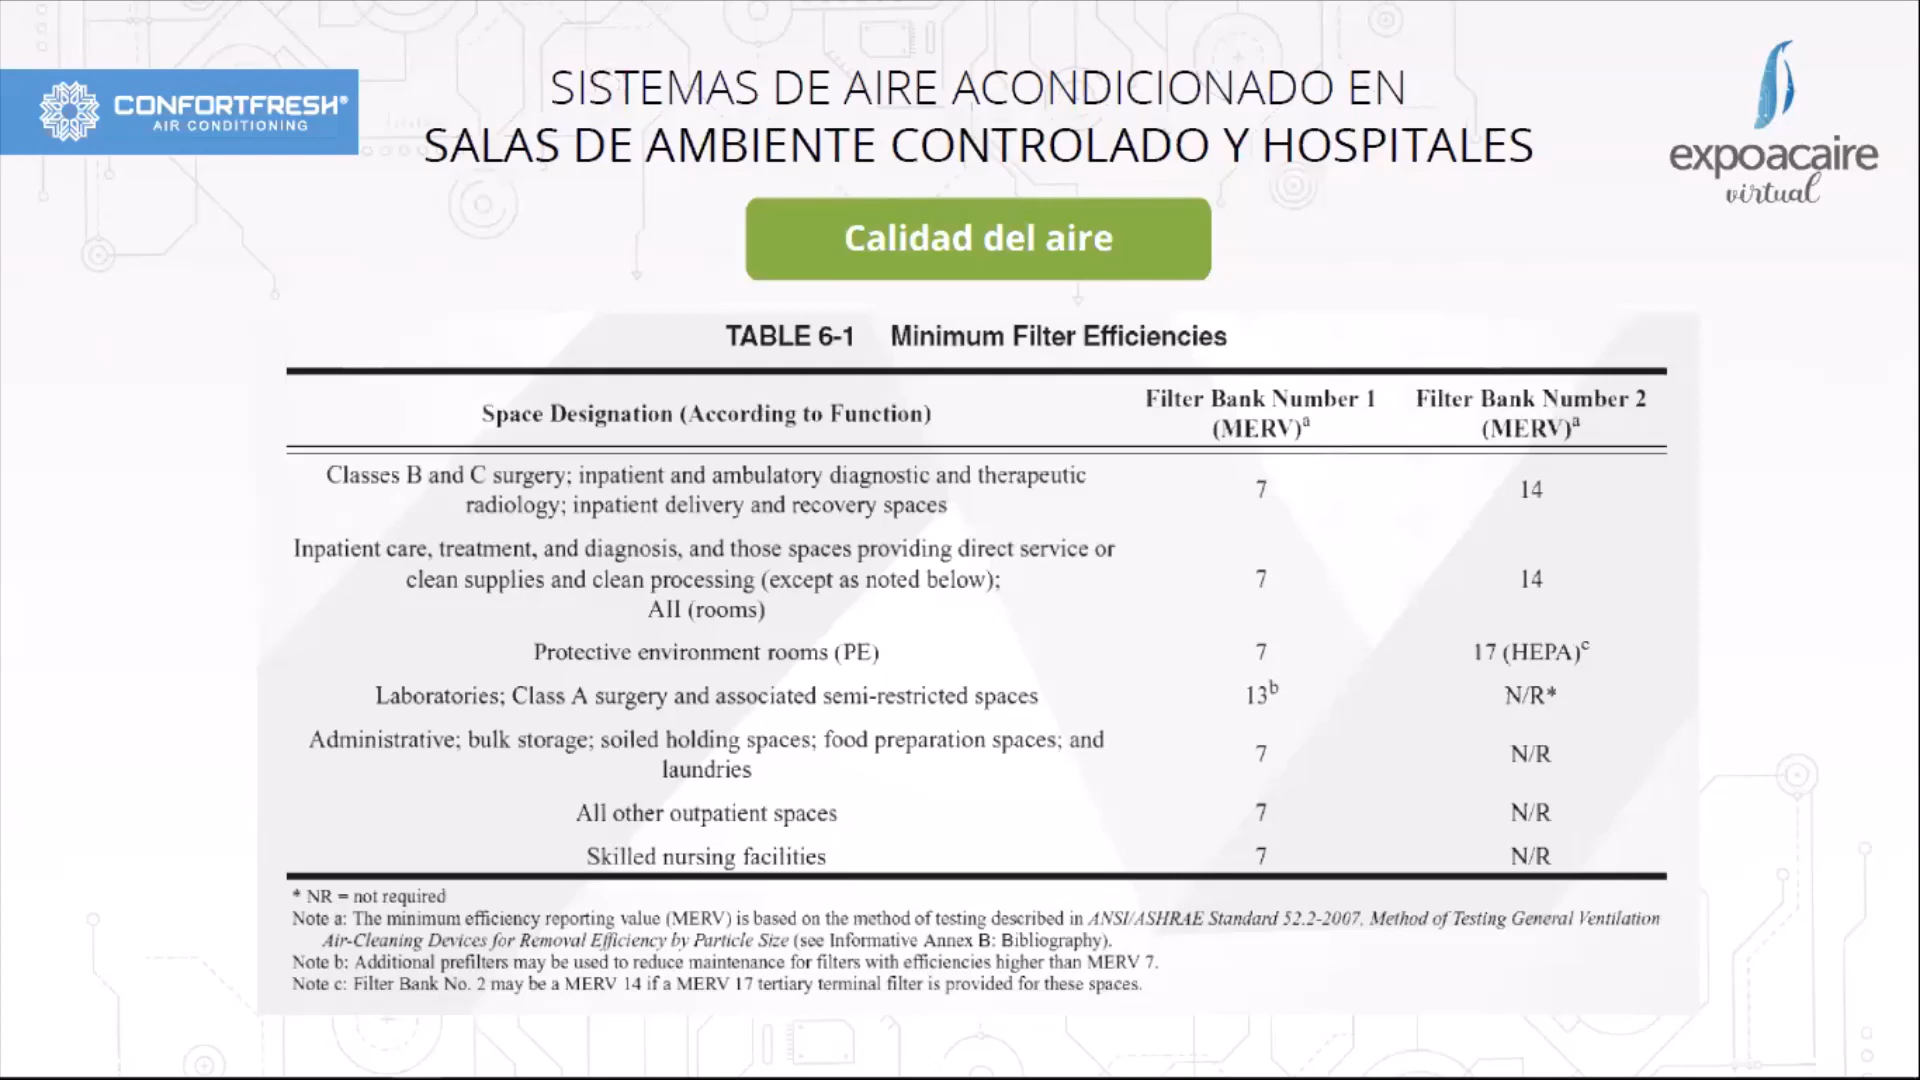 CONFORTFRESH®
AIR CONDITIONING
SISTEMAS DE AIRE ACONDICIONADO EN
SALAS DE AMBIENTE CONTROLADO Y HOSPITALES
expoacaire
virtual
Calidad del aire
TABLE 6-1 Minimum Filter Efficiencies
Space Designation (According to Function)
Filter Bank Number 1
(MERV)a
Filter Bank Number 2
(MERV)a
Classes B and C surgery; inpatient and ambulatory diagnostic and therapeutic
radiology; inpatient delivery and recovery spaces
7
14
Inpatient care, treatment, and diagnosis, and those spaces providing direct service or
clean supplies and clean processing (except as noted below);
AII (rooms)
7
14
Protective environment rooms (PE)
7
17 (HEPA)c
Laboratories; Class A surgery and associated semi-restricted spaces
13b
N/R*
Administrative; bulk storage; soiled holding spaces; food preparation spaces; and
laundries
7
N/R
All other outpatient spaces
7
N/R
Skilled nursing facilities
7
N/R
* NR = not required
Note a: The minimum efficiency reporting value (MERV) is based on the method of testing described in ANSI/ASHRAE Standard 52.2-2007, Method of Testing General Ventilation
Air-Cleaning Devices for Removal Efficiency by Particle Size (see Informative Annex B: Bibliography).
Note b: Additional prefilters may be used to reduce maintenance for filters with efficiencies higher than MERV 7.
Note c: Filter Bank No. 2 may be a MERV 14 if a MERV 17 tertiary terminal filter is provided for these spaces.